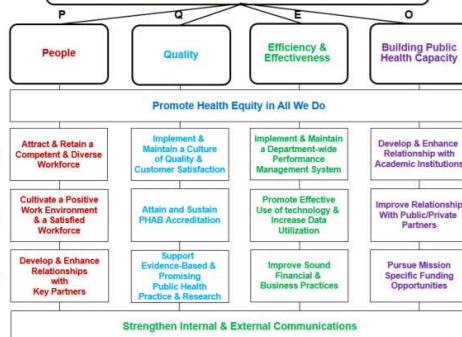 P
Q
E
O
People
Quality
Efficiency &
Effectiveness
Building Public
Health Capacity
Promote Health Equity in All We Do
Attract & Retain a
Competent & Diverse
Workforce
Implement &
Maintain a Culture
of Quality &
Customer Satisfaction
Implement & Maintain
a Department-wide
Performance
Management System
Develop & Enhance
Relationship with
Academic Institutions
Cultivate a Positive
Work Environment
& a Satisfied
Workforce
Attain and Sustain
PHAB Accreditation
Promote Effective
Use of technology &
Increase Data
Utilization
Improve Relationship
With Public/Private
Partners
Develop & Enhance
Relationships
with
Key Partners
Support
Evidence-Based &
Promising
Public Health
Practice & Research
Improve Sound
Financial &
Business Practices
Pursue Mission
Specific Funding
Opportunities
Strengthen Internal & External Communications